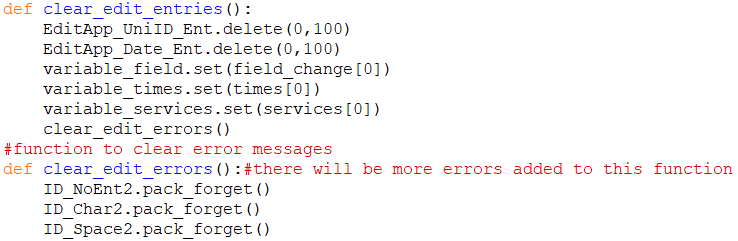 def clear_edit_entries():
    EditApp_UniID_Ent.delete(0,100)
    EditApp_Date_Ent.delete(0,100)
    variable_field.set(field_change[0])
    variable_times.set(times[0])
    variable_services.set(services[0])
    clear_edit_errors()
#function to clear error messages
def clear_edit_errors():#there will be more errors added to this function
    ID_NoEnt2.pack_forget()
    ID_Char2.pack_forget()
    ID_Space2.pack_forget()